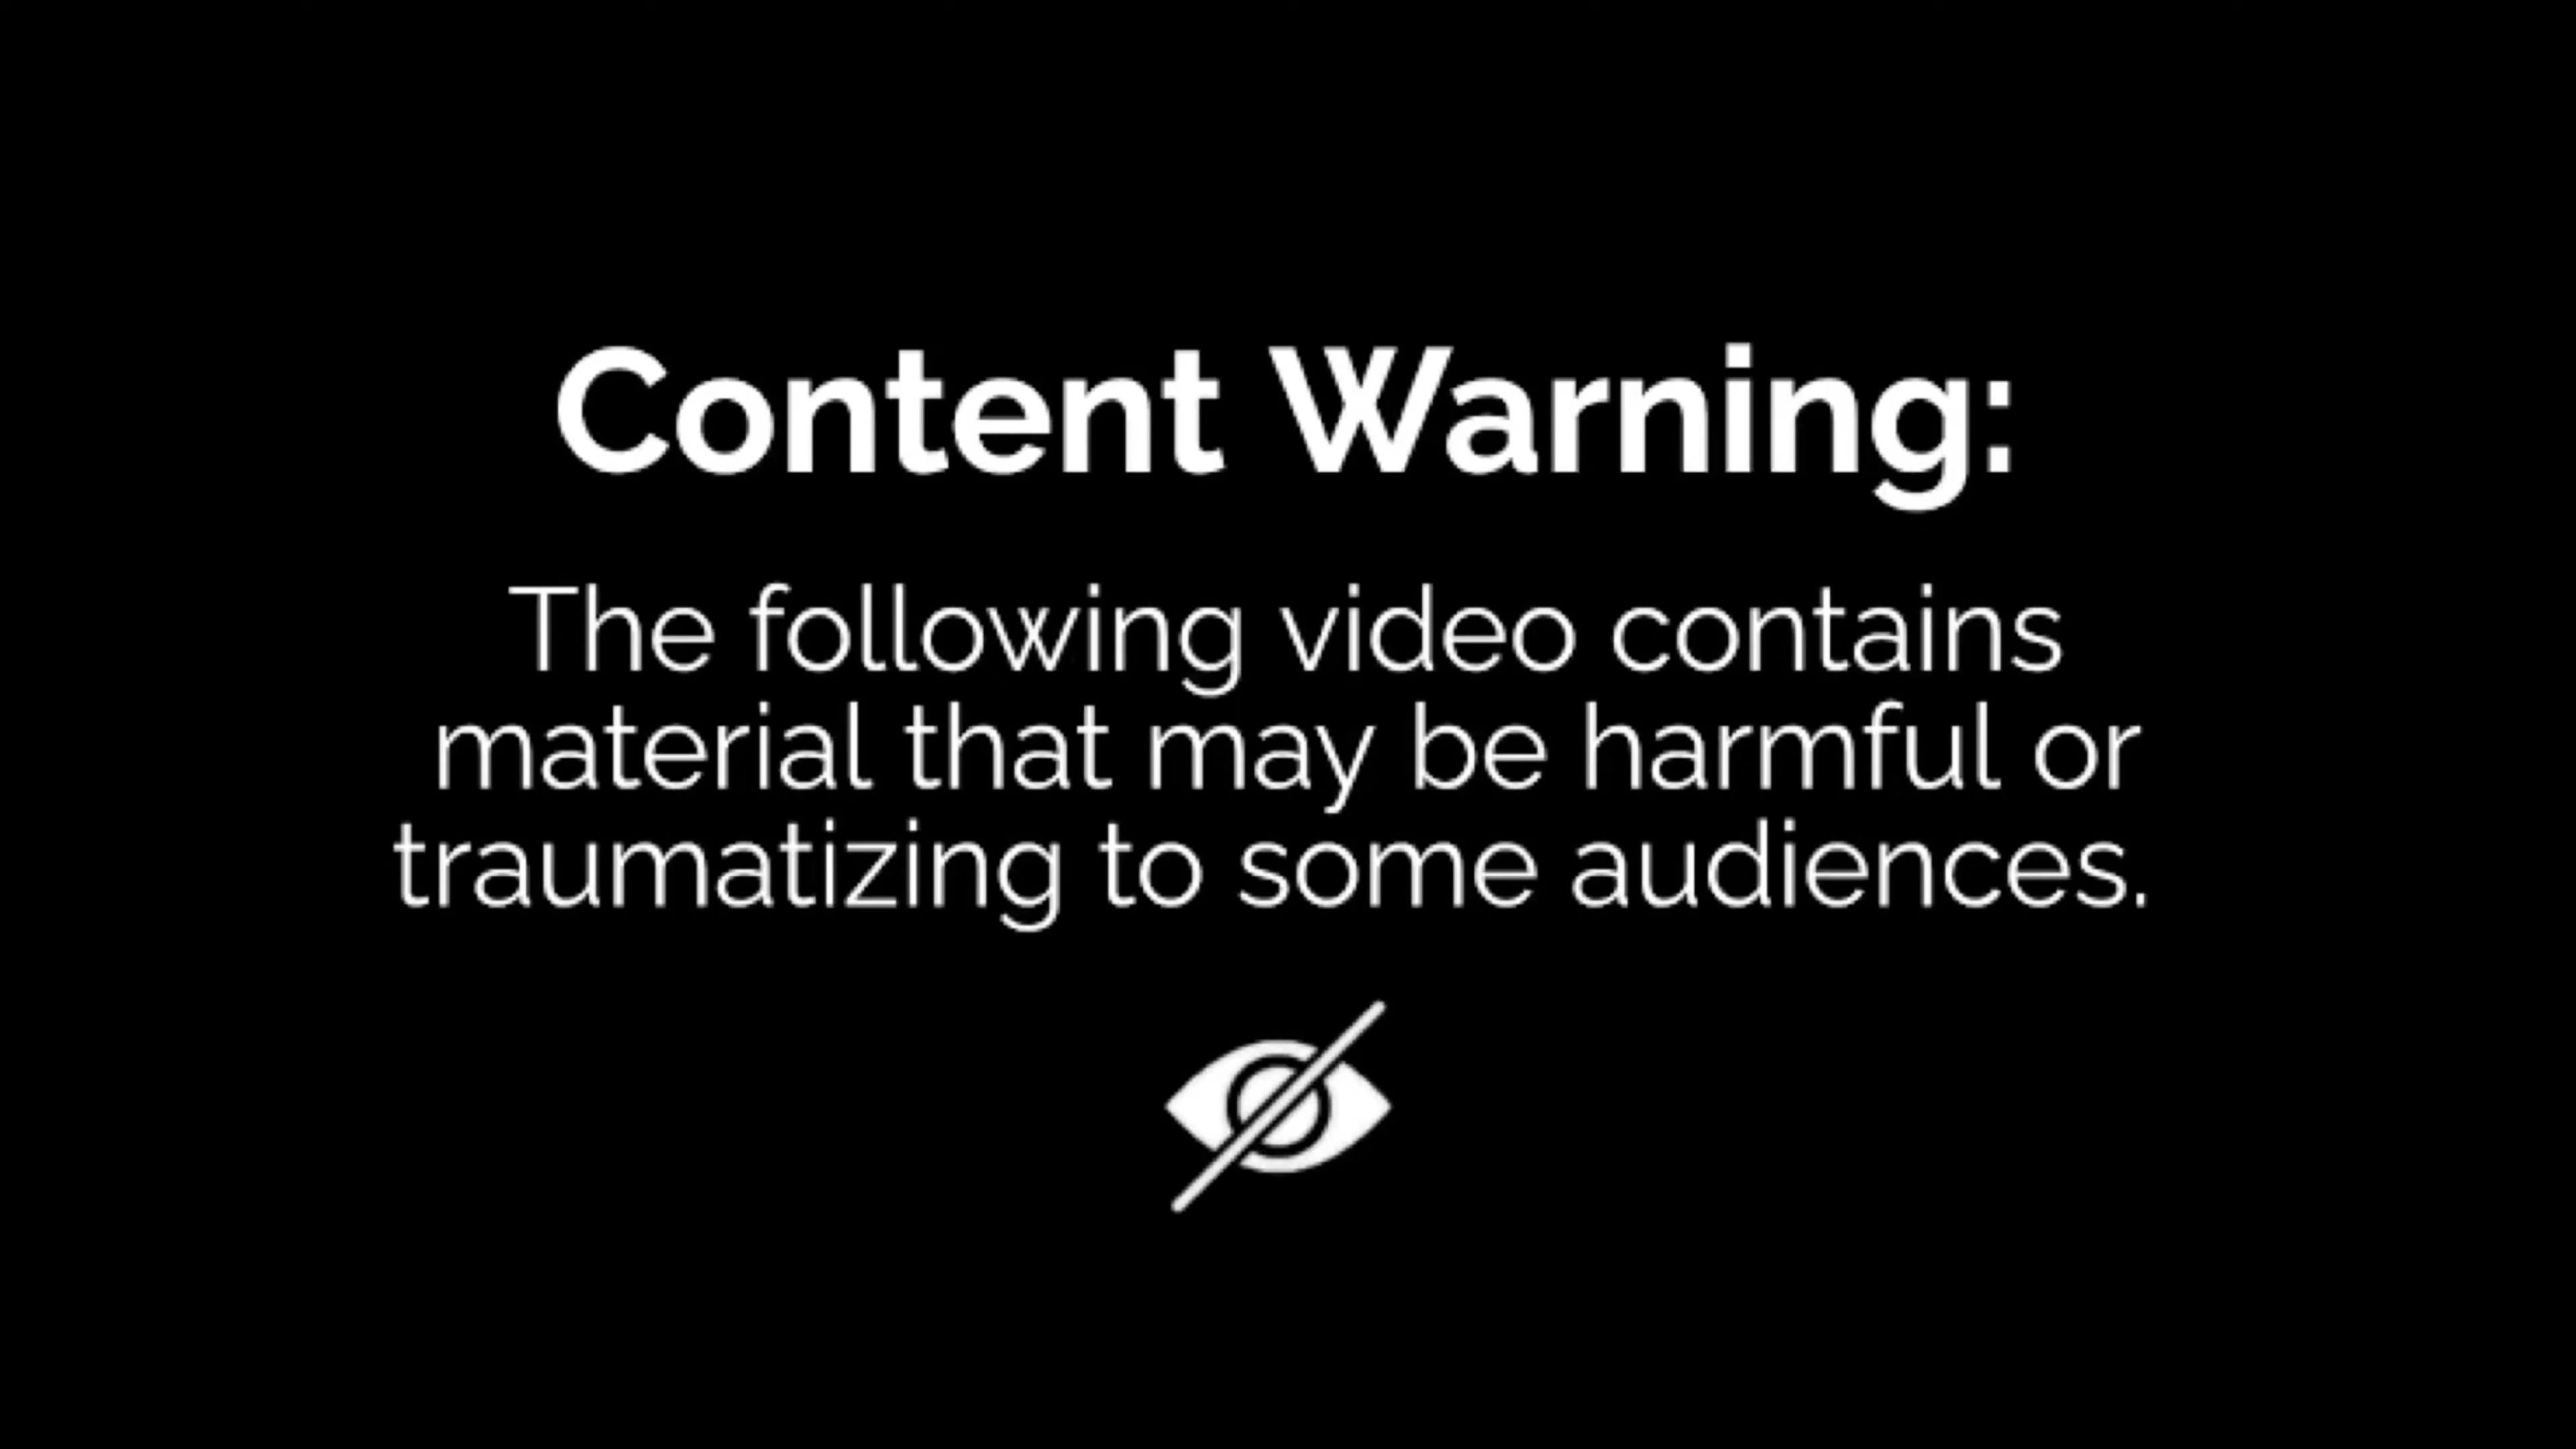 Content Warning:
The following video contains
material that may be harmful or
traumatizing to some audiences.